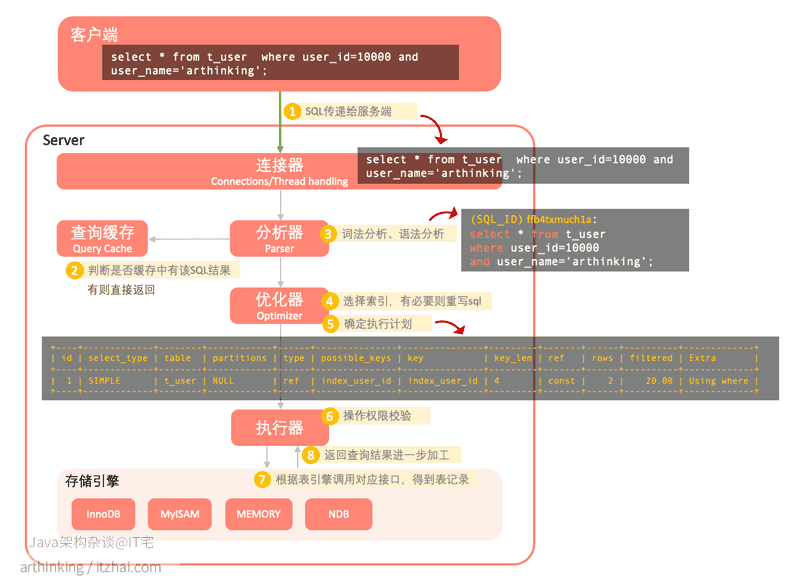 客户端
select * from t_user  where user_id=10000 and
user_name='arthinking';
1 SQL传递给服务端
Server
连接器
Connections/Thread handling
select * from t_user  where user_id=10000 and
user_name='arthinking';
查询缓存
Query Cache
分析器
Parser
3 词法分析、语法分析
(SQL_ID) ffb4txmuch1a:
select * from t_user
where user_id=10000
and user_name='arthinking';
2 判断是否缓存中有该SQL结果
有则直接返回
优化器
Optimizer
4 选择索引，有必要则重写sql
5 确定执行计划
| id | select_type | table | partitions | type | possible_keys | key | key_len | ref | rows | filtered | Extra |
| 1 | SIMPLE | t_user | NULL | ref | index_user_id | index_user_id | 4 | const | 2 | 20.00 | Using where |
执行器
6 操作权限校验
8 返回查询结果进一步加工
存储引擎
7 根据表引擎调用对应接口，得到表记录
InnoDB
MyISAM
MEMORY
NDB
Java架构杂谈@IT宅
arthinking / itzhai.com